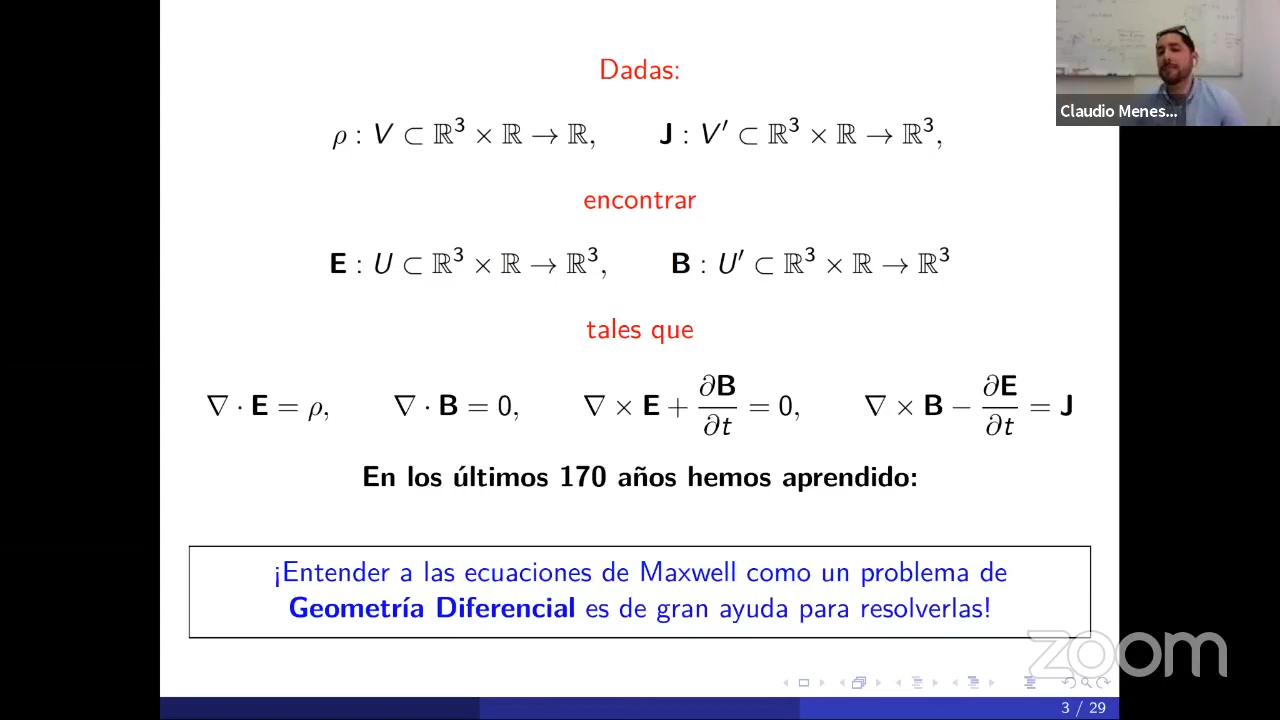 Dadas:
ρ : V ⊂ ℝ³ × ℝ → ℝ, J : V′ ⊂ ℝ³ × ℝ → ℝ³,
encontrar
E : U ⊂ ℝ³ × ℝ → ℝ³, B : U′ ⊂ ℝ³ × ℝ → ℝ³
tales que
∇ · E = ρ, ∇ · B = 0, ∇ × E + ∂B/∂t = 0, ∇ × B − ∂E/∂t = J
En los últimos 170 años hemos aprendido:
¡Entender a las ecuaciones de Maxwell como un problema de
Geometría Diferencial es de gran ayuda para resolverlas!
Claudio Menes...
zoom
3 / 29